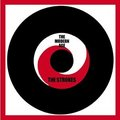 THE
MODERN
AGE
THE STROKES